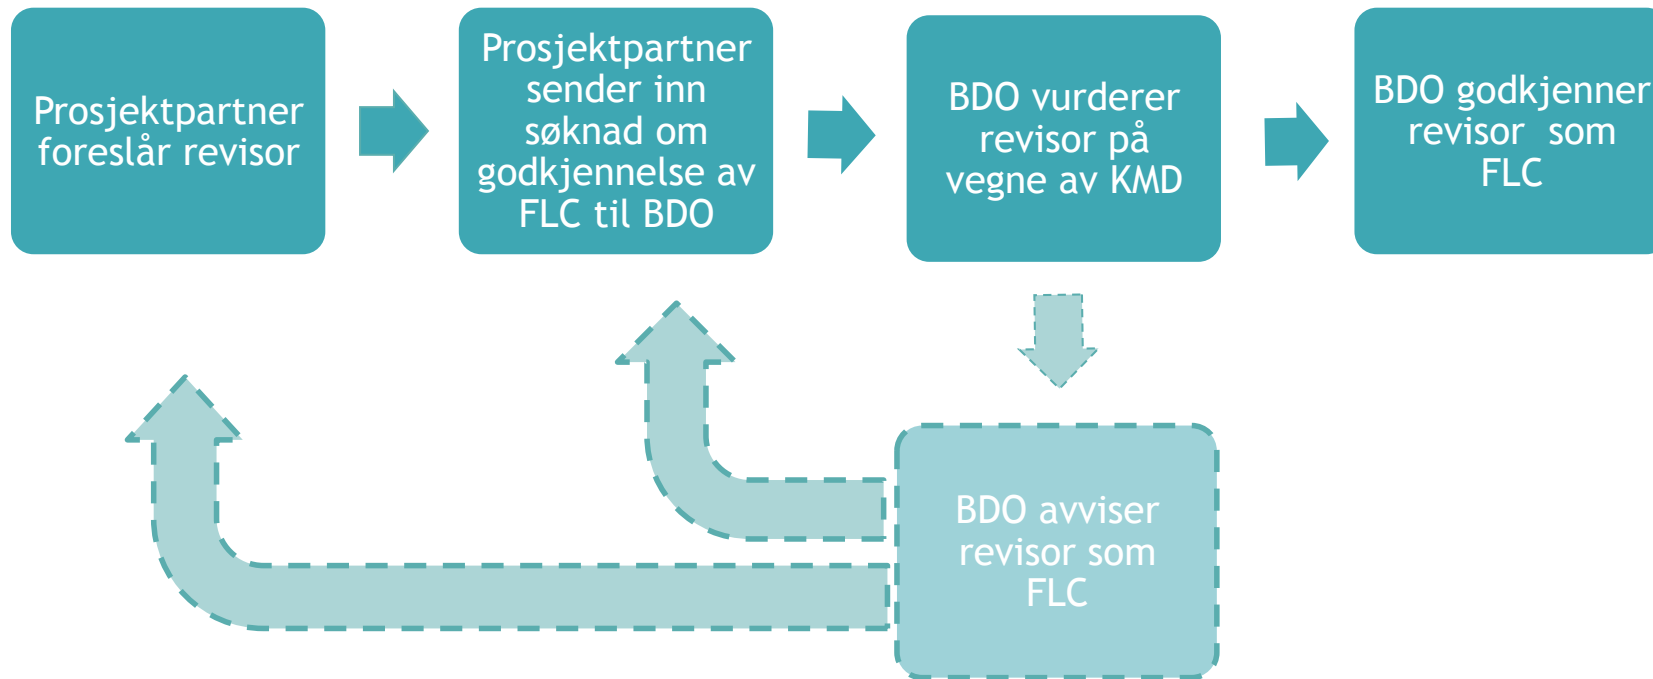 Prosjektpartner
foreslår revisor
Prosjektpartner
sender inn
søknad om
godkjennelse av
FLC til BDO
BDO vurderer
revisor på
vegne av KMD
BDO godkjenner
revisor som
FLC
BDO avviser
revisor som
FLC